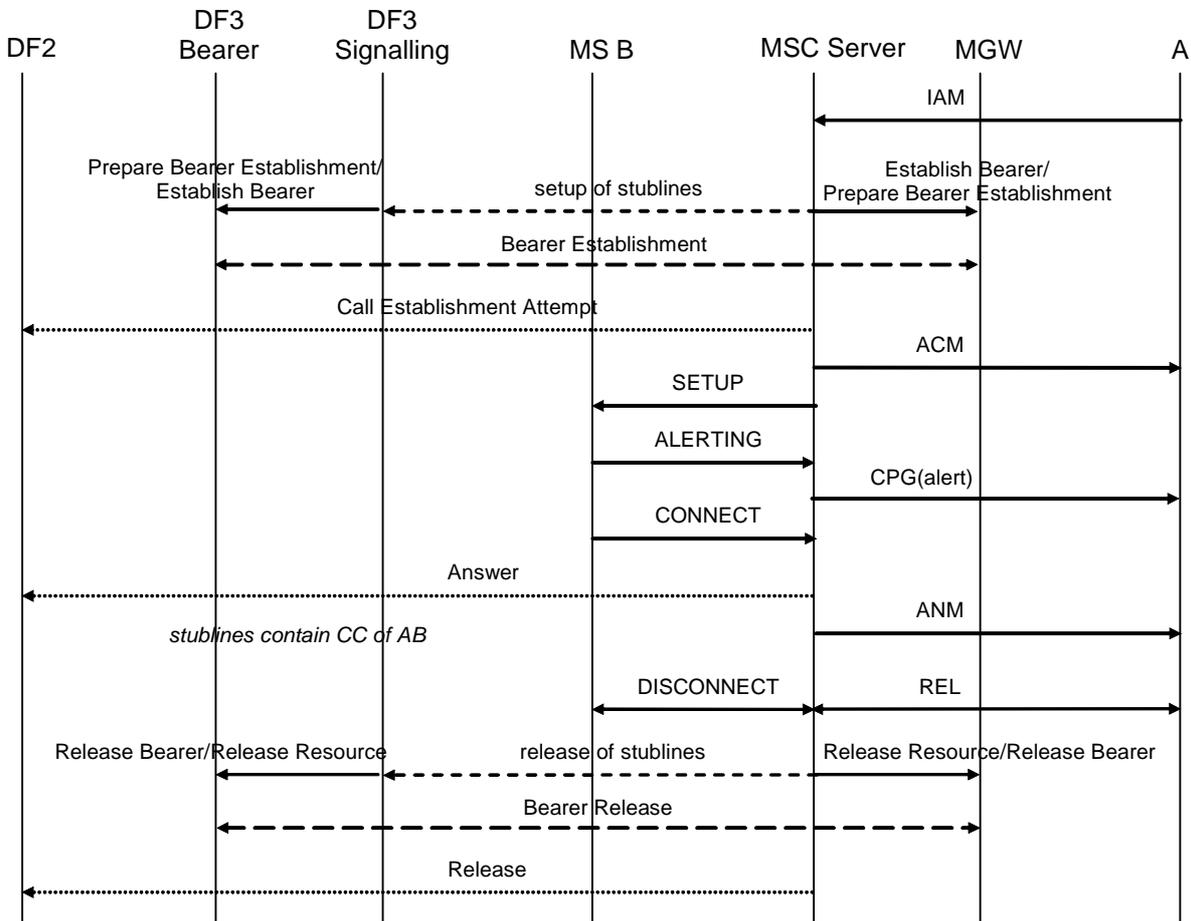 DF2
DF3
Bearer
DF3
Signalling
MS B
MSC Server
MGW
A
IAM
Prepare Bearer Establishment/
Establish Bearer
setup of stublines
Establish Bearer/
Prepare Bearer Establishment
Bearer Establishment
Call Establishment Attempt
ACM
SETUP
ALERTING
CPG(alert)
CONNECT
Answer
ANM
stublines contain CC of AB
DISCONNECT
REL
Release Bearer/Release Resource
release of stublines
Release Resource/Release Bearer
Bearer Release
Release